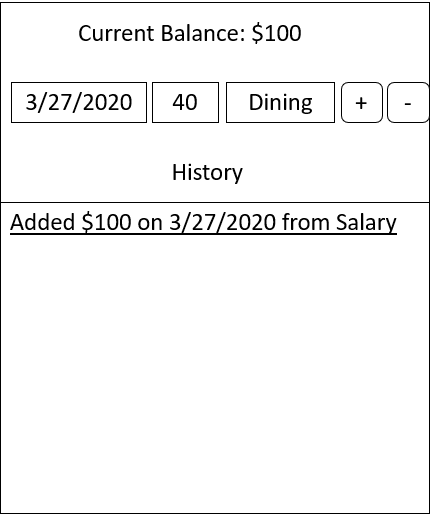 Current Balance: $100
3/27/2020 40 Dining + -
History
Added $100 on 3/27/2020 from Salary